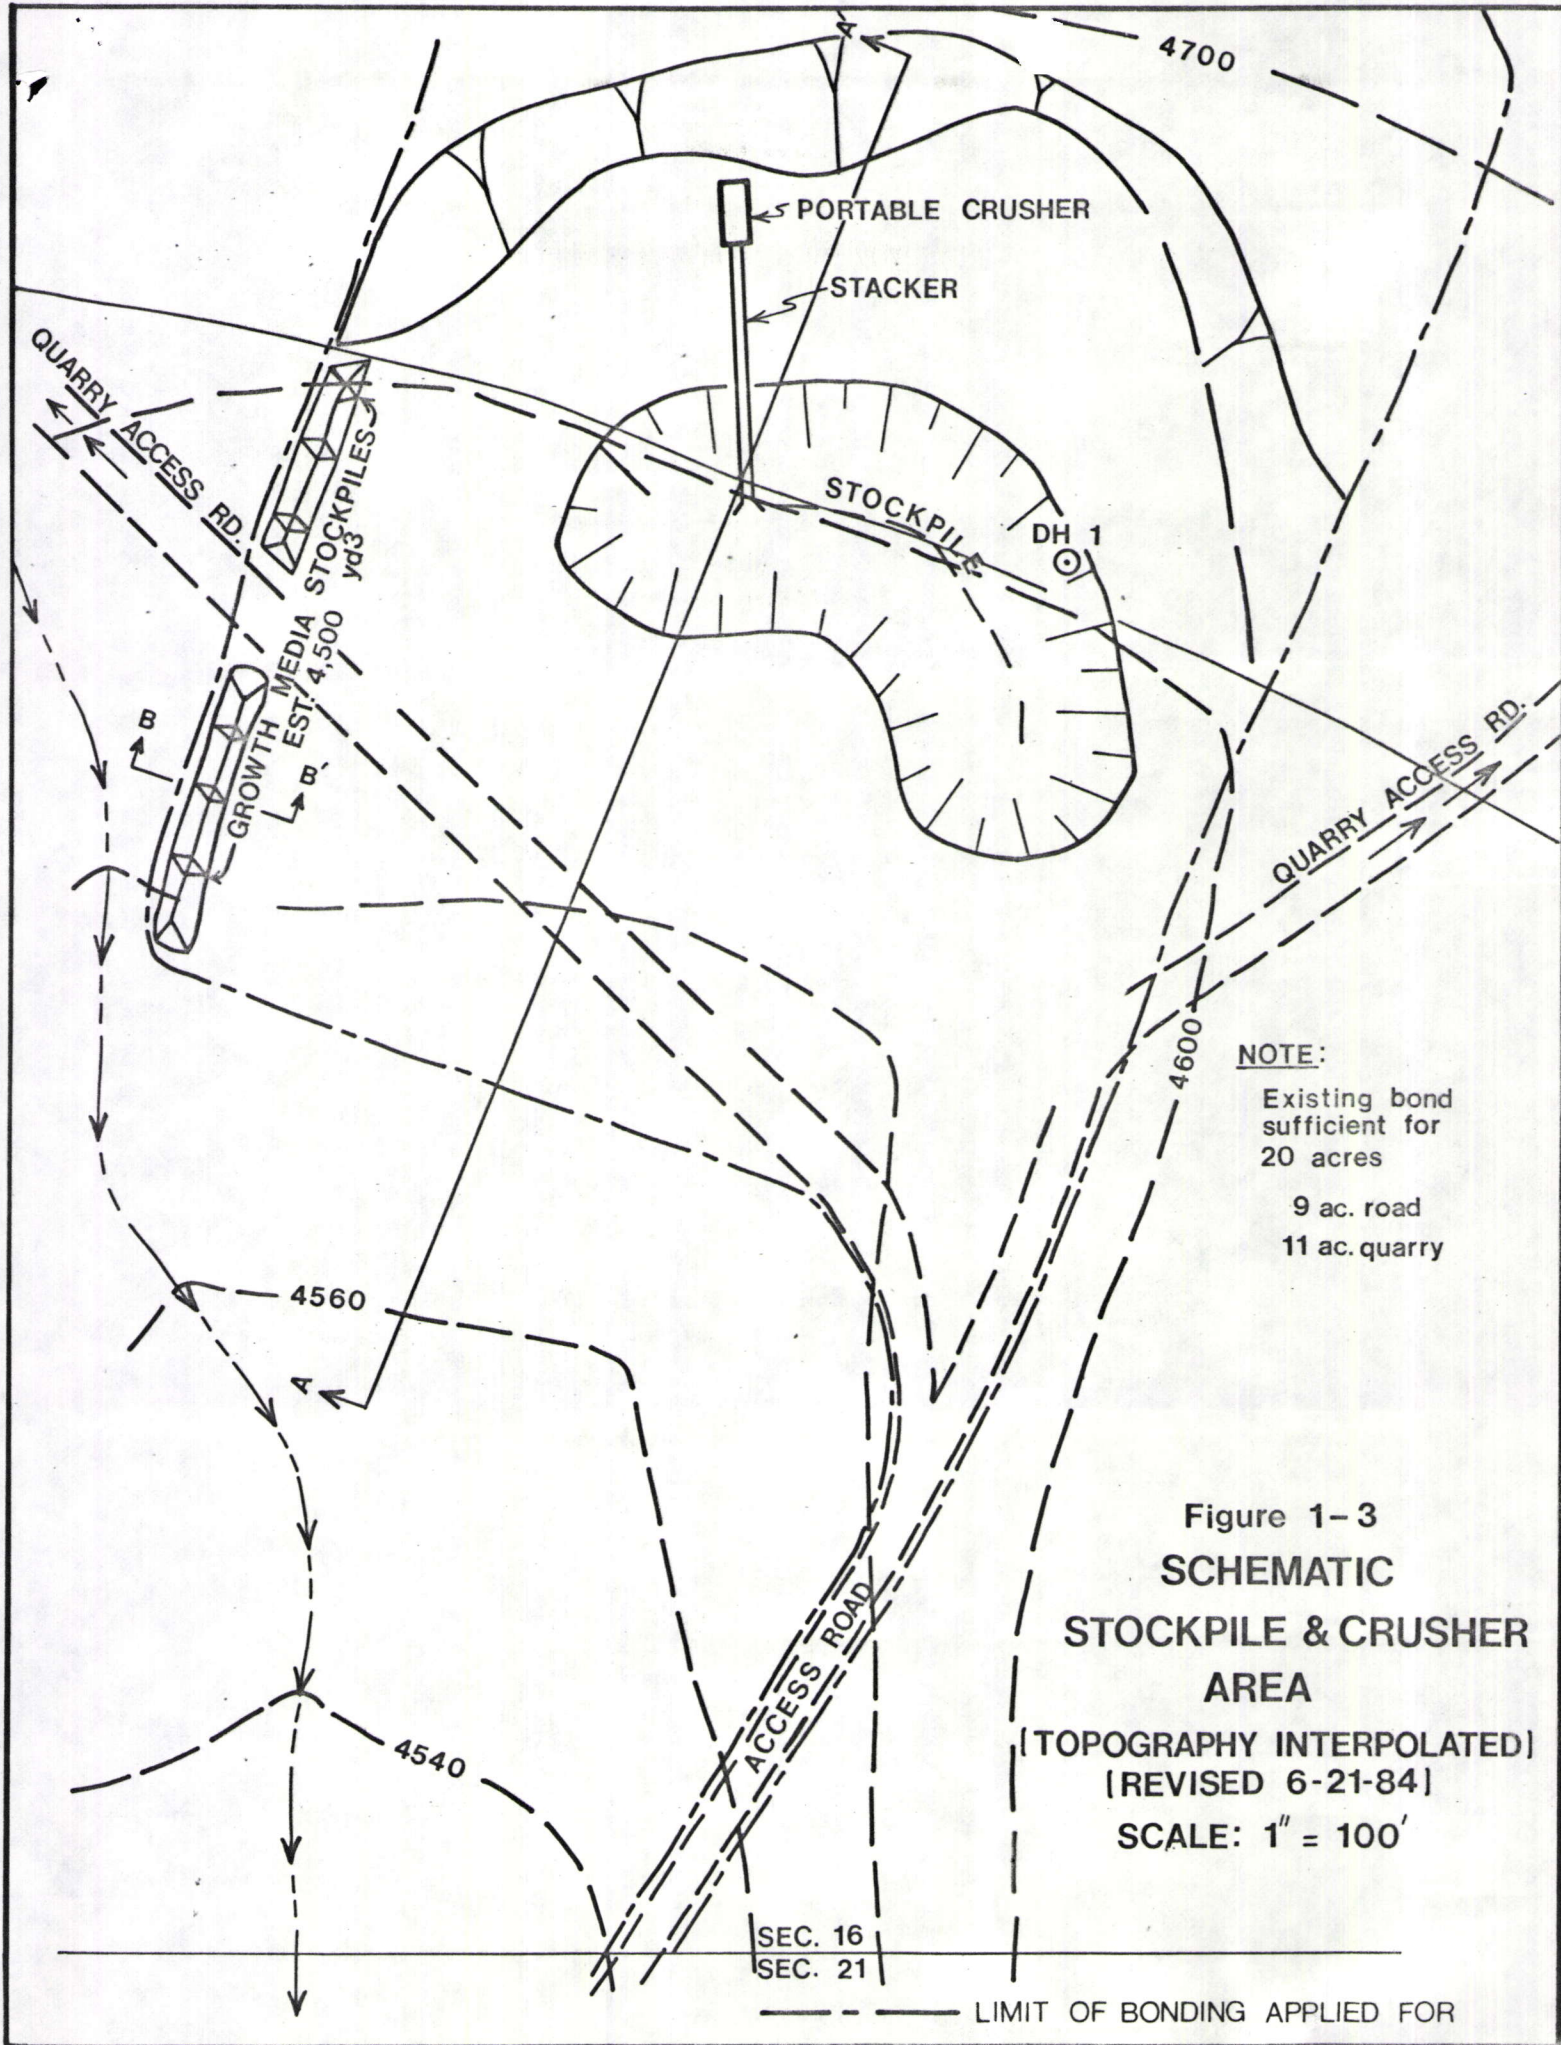 4700
A'
PORTABLE CRUSHER
STACKER
QUARRY ACCESS RD.
STOCKPILE
DH 1
GROWTH MEDIA STOCKPILES
EST. 4,500 yd3
B
B'
QUARRY ACCESS RD.
4600
NOTE:
Existing bond
sufficient for
20 acres
9 ac. road
11 ac. quarry
4560
A
Figure 1-3
SCHEMATIC
STOCKPILE & CRUSHER
AREA
[TOPOGRAPHY INTERPOLATED]
[REVISED 6-21-84]
SCALE: 1" = 100'
ACCESS ROAD
4540
SEC. 16
SEC. 21
LIMIT OF BONDING APPLIED FOR